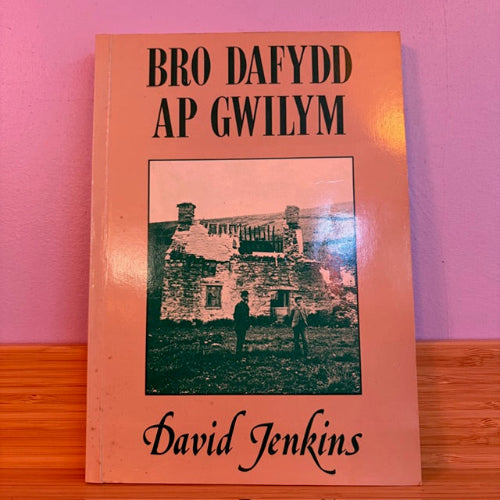 BRO DAFYDD
AP GWILYM
David Jenkins